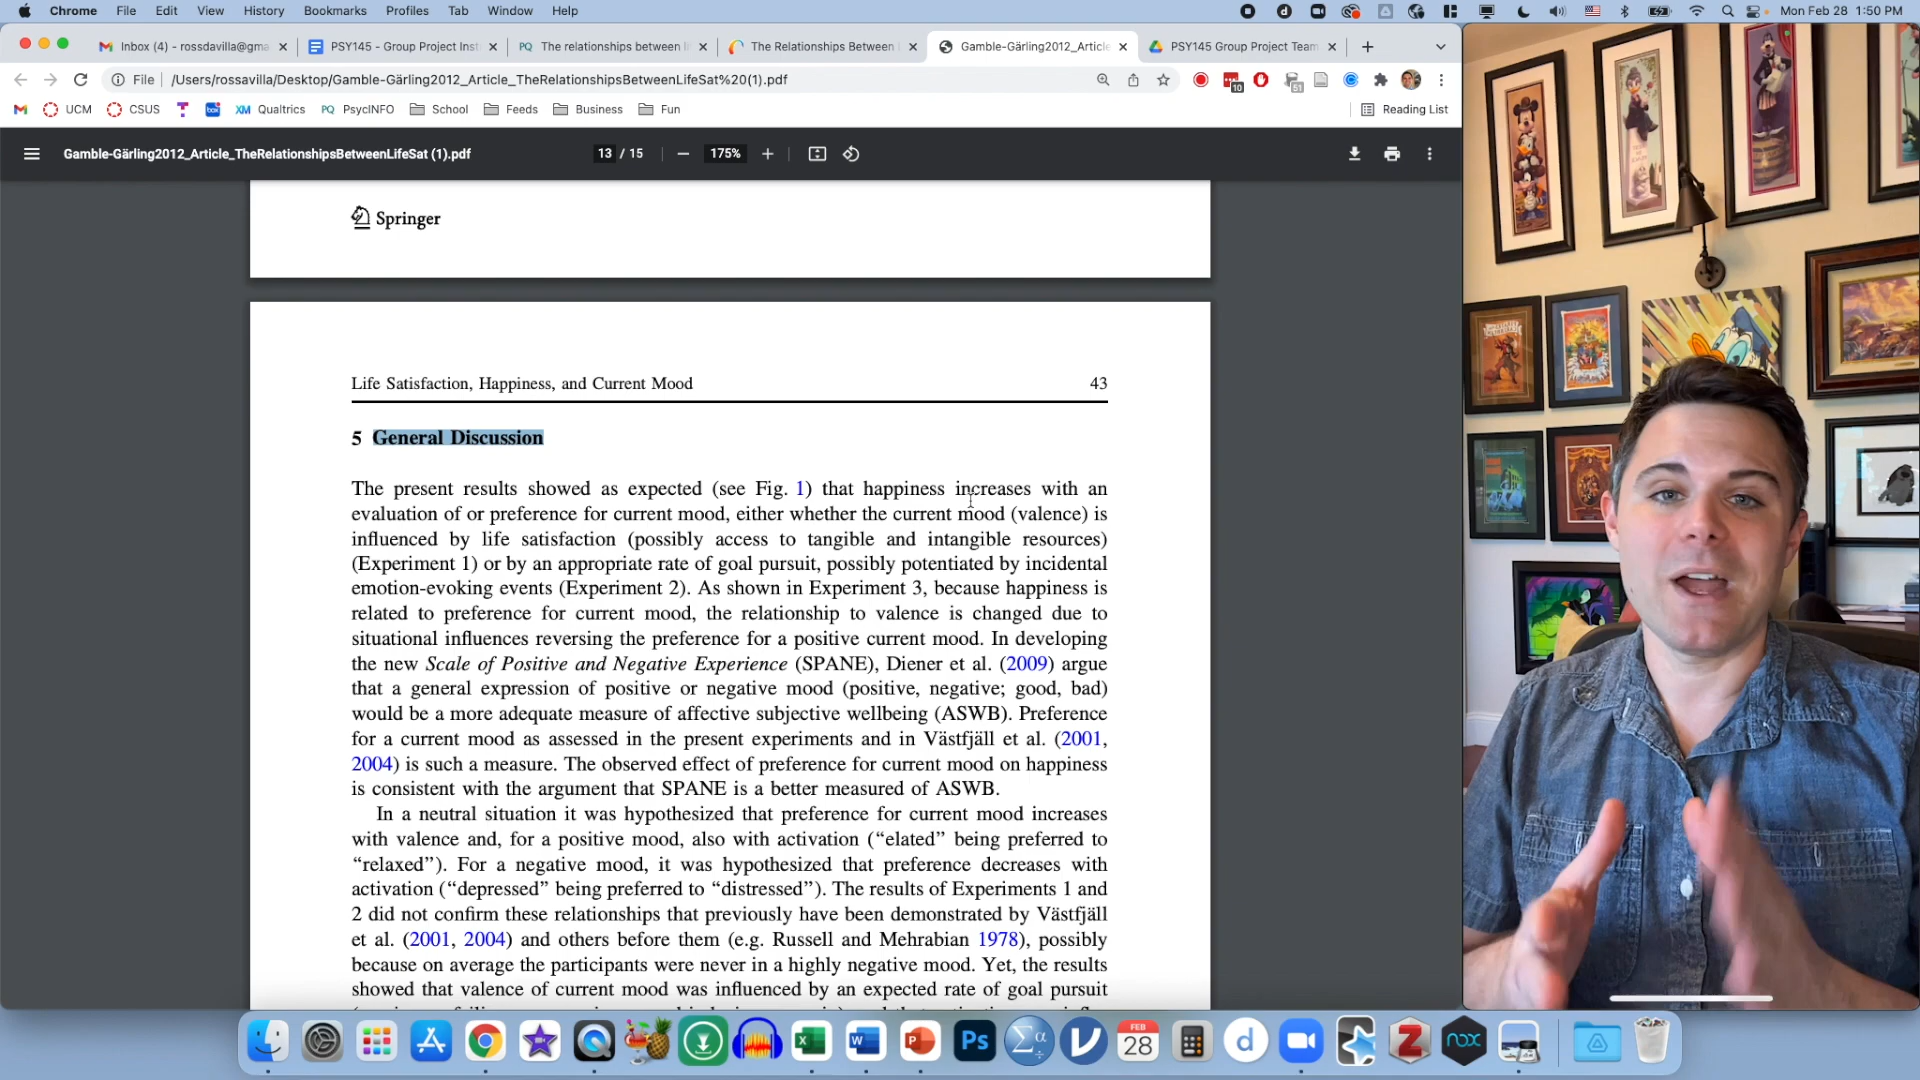 Chrome File Edit View History Bookmarks Profiles Tab Window Help Mon Feb 28 1:50 PM
Inbox (4) - rossdavilla@gma
PSY145 - Group Project Inst
The relationships between li
The Relationships Between
Gamble-Gärling2012_Article
PSY145 Group Project Team
File /Users/rossavilla/Desktop/Gamble-Gärling2012_Article_TheRelationshipsBetweenLifeSat%20(1).pdf
10
51
UCM CSUS box XM Qualtrics PQ PsycINFO School Feeds Business Fun Reading List
Gamble-Gärling2012_Article_TheRelationshipsBetweenLifeSat (1).pdf 13 / 15 175%
Springer
Life Satisfaction, Happiness, and Current Mood 43
5 General Discussion
The present results showed as expected (see Fig. 1) that happiness increases with an
evaluation of or preference for current mood, either whether the current mood (valence) is
influenced by life satisfaction (possibly access to tangible and intangible resources)
(Experiment 1) or by an appropriate rate of goal pursuit, possibly potentiated by incidental
emotion-evoking events (Experiment 2). As shown in Experiment 3, because happiness is
related to preference for current mood, the relationship to valence is changed due to
situational influences reversing the preference for a positive current mood. In developing
the new Scale of Positive and Negative Experience (SPANE), Diener et al. (2009) argue
that a general expression of positive or negative mood (positive, negative; good, bad)
would be a more adequate measure of affective subjective wellbeing (ASWB). Preference
for a current mood as assessed in the present experiments and in Västfjäll et al. (2001,
2004) is such a measure. The observed effect of preference for current mood on happiness
is consistent with the argument that SPANE is a better measured of ASWB.
In a neutral situation it was hypothesized that preference for current mood increases
with valence and, for a positive mood, also with activation (“elated” being preferred to
“relaxed”). For a negative mood, it was hypothesized that preference decreases with
activation (“depressed” being preferred to “distressed”). The results of Experiments 1 and
2 did not confirm these relationships that previously have been demonstrated by Västfjäll
et al. (2001, 2004) and others before them (e.g. Russell and Mehrabian 1978), possibly
because on average the participants were never in a highly negative mood. Yet, the results
showed that valence of current mood was influenced by an expected rate of goal pursuit
Ps Σα FEB 28 d Z nox